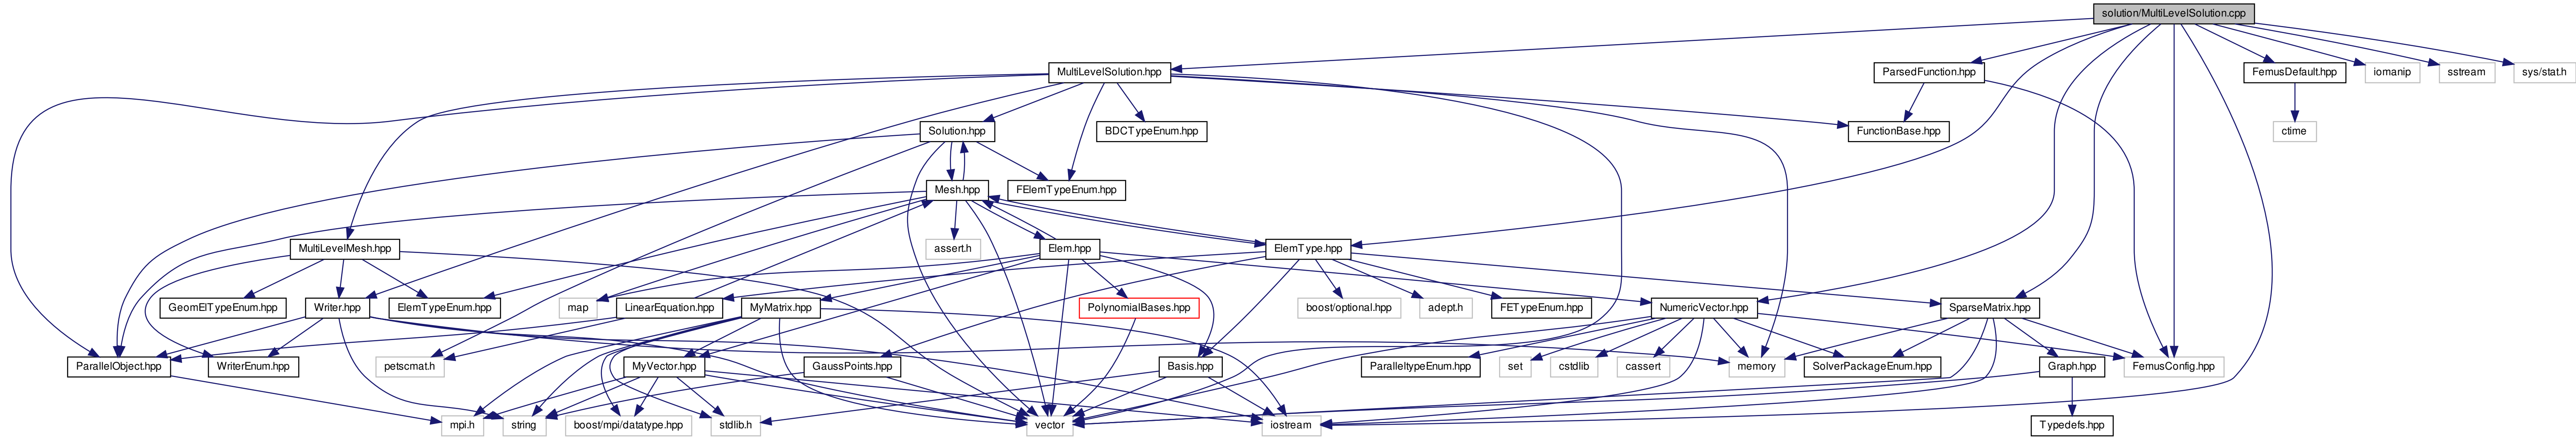 solution/MultiLevelSolution.cpp
MultiLevelSolution.hpp
ParsedFunction.hpp
FemusDefault.hpp
iomanip
sstream
sys/stat.h
Solution.hpp
BDCTypeEnum.hpp
FunctionBase.hpp
ctime
Mesh.hpp
FElemTypeEnum.hpp
MultiLevelMesh.hpp
assert.h
Elem.hpp
ElemType.hpp
GeomElTypeEnum.hpp
Writer.hpp
ElemTypeEnum.hpp
map
LinearEquation.hpp
MyMatrix.hpp
PolynomialBases.hpp
boost/optional.hpp
adept.h
FETypeEnum.hpp
NumericVector.hpp
SparseMatrix.hpp
ParallelObject.hpp
WriterEnum.hpp
petscmat.h
MyVector.hpp
GaussPoints.hpp
memory
Basis.hpp
ParalleltypeEnum.hpp
set
cstdlib
cassert
SolverPackageEnum.hpp
Graph.hpp
FemusConfig.hpp
mpi.h
string
boost/mpi/datatype.hpp
stdlib.h
vector
iostream
Typedefs.hpp